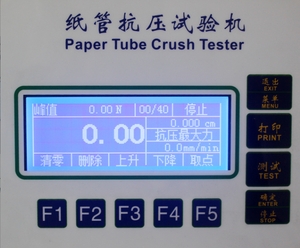 纸管抗压试验机
Paper Tube Crush Tester
峰值 0.00 N 00/40 停止
0.00 0.000 cm
抗压最大力
0.0 mm/min
清零 删除 上升 下降 取点
退出
EXIT
菜单
MENU
打印
PRINT
测试
TEST
确定
ENTER
停止
STOP
F1 F2 F3 F4 F5